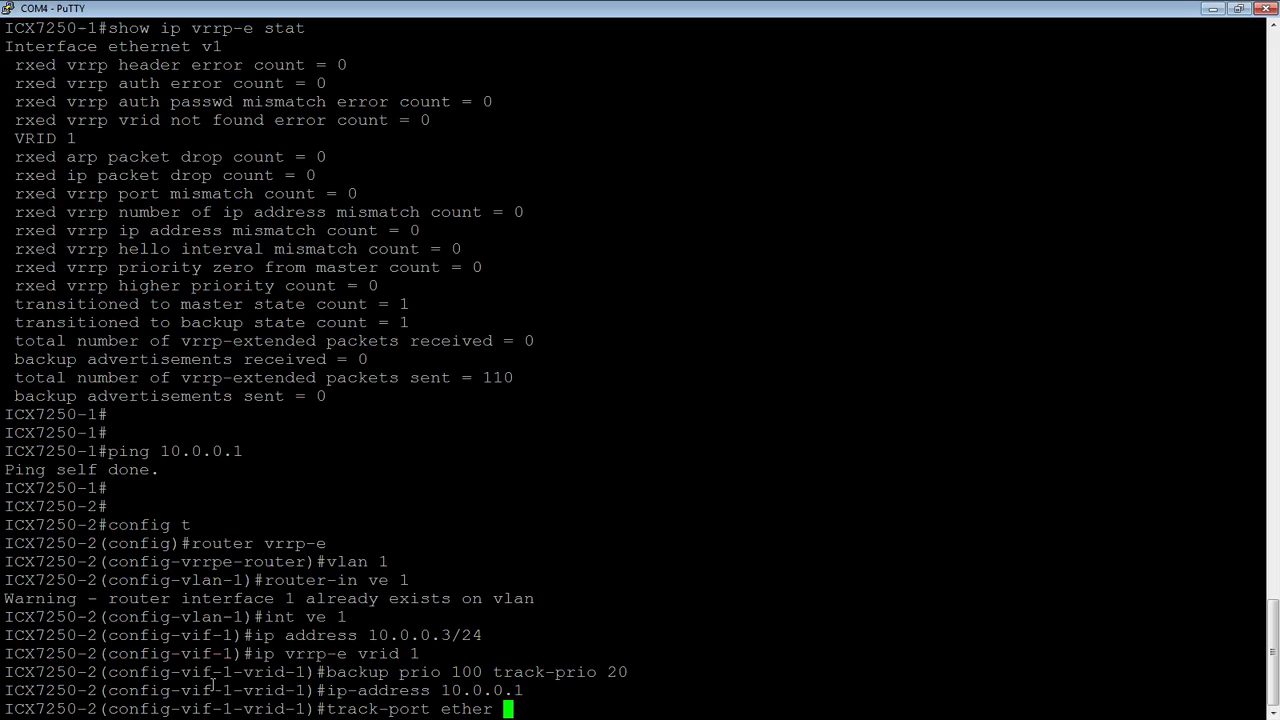 COM4 - PuTTY
ICX7250-1#show ip vrrp-e stat
Interface ethernet v1
 rxed vrrp header error count = 0
 rxed vrrp auth error count = 0
 rxed vrrp auth passwd mismatch error count = 0
 rxed vrrp vrid not found error count = 0
 VRID 1
 rxed arp packet drop count = 0
 rxed ip packet drop count = 0
 rxed vrrp port mismatch count = 0
 rxed vrrp number of ip address mismatch count = 0
 rxed vrrp ip address mismatch count = 0
 rxed vrrp hello interval mismatch count = 0
 rxed vrrp priority zero from master count = 0
 rxed vrrp higher priority count = 0
 transitioned to master state count = 1
 transitioned to backup state count = 1
 total number of vrrp-extended packets received = 0
 backup advertisements received = 0
 total number of vrrp-extended packets sent = 110
 backup advertisements sent = 0
ICX7250-1#
ICX7250-1#
ICX7250-1#ping 10.0.0.1
Ping self done.
ICX7250-1#
ICX7250-2#
ICX7250-2#config t
ICX7250-2(config)#router vrrp-e
ICX7250-2(config-vrrpe-router)#vlan 1
ICX7250-2(config-vlan-1)#router-in ve 1
Warning - router interface 1 already exists on vlan
ICX7250-2(config-vlan-1)#int ve 1
ICX7250-2(config-vif-1)#ip address 10.0.0.3/24
ICX7250-2(config-vif-1)#ip vrrp-e vrid 1
ICX7250-2(config-vif-1-vrid-1)#backup prio 100 track-prio 20
ICX7250-2(config-vif-1-vrid-1)#ip-address 10.0.0.1
ICX7250-2(config-vif-1-vrid-1)#track-port ether